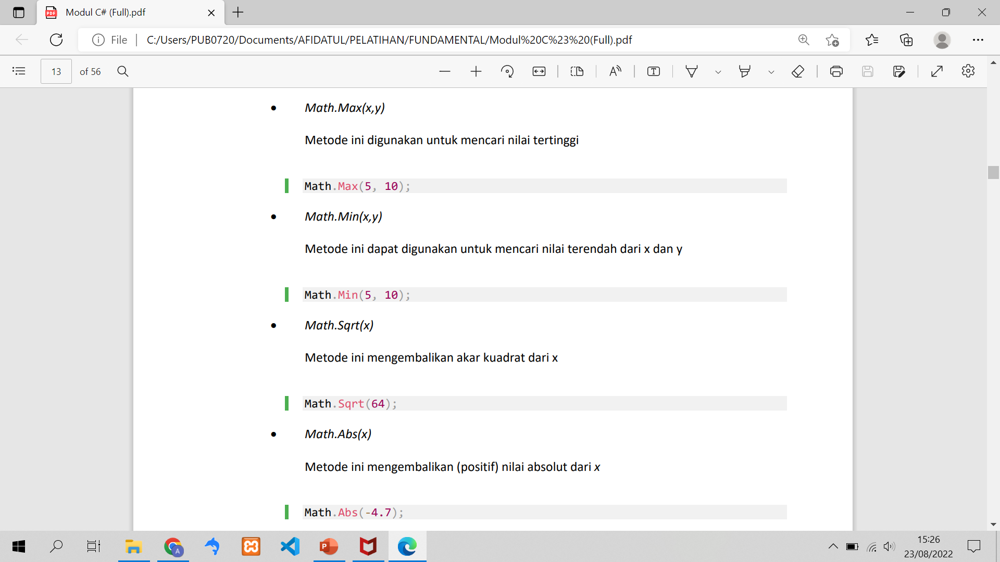 Modul C# (Full).pdf
File
C:/Users/PUB0720/Documents/AFIDATUL/PELATIHAN/FUNDAMENTAL/Modul%20C%23%20(Full).pdf
13 of 56
• Math.Max(x,y)
Metode ini digunakan untuk mencari nilai tertinggi
Math.Max(5, 10);
• Math.Min(x,y)
Metode ini dapat digunakan untuk mencari nilai terendah dari x dan y
Math.Min(5, 10);
• Math.Sqrt(x)
Metode ini mengembalikan akar kuadrat dari x
Math.Sqrt(64);
• Math.Abs(x)
Metode ini mengembalikan (positif) nilai absolut dari x
Math.Abs(-4.7);
15:26
23/08/2022